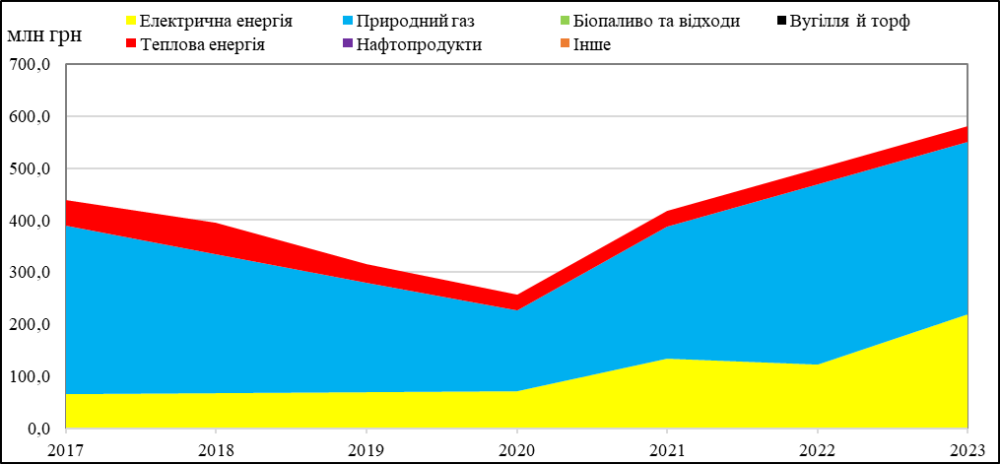 Електрична енергія Природний газ Біопаливо та відходи Вугілля й торф
млн грн Теплова енергія Нафтопродукти Інше
700,0
600,0
500,0
400,0
300,0
200,0
100,0
0,0
2017 2018 2019 2020 2021 2022 2023